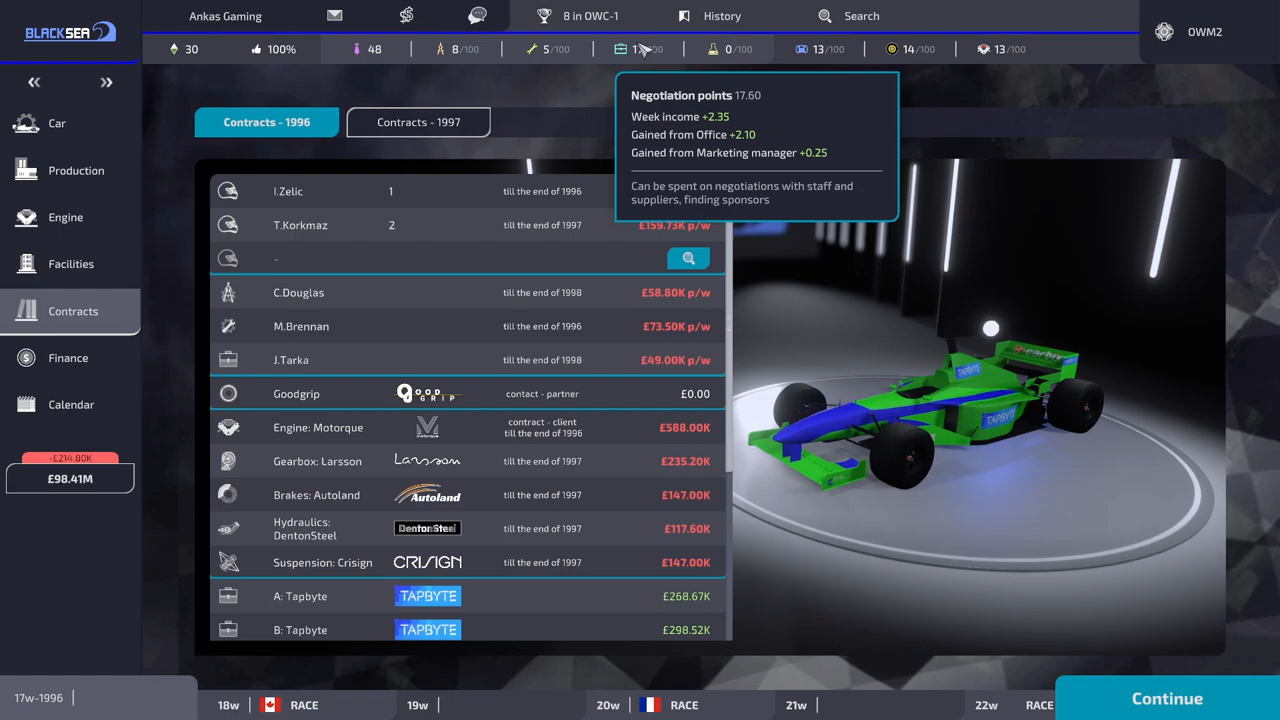 BLACKSEA
Ankas Gaming
8 in OWC-1
History
Search
OWM2
30
100%
48
8/100
5/100
0/100
13/100
14/100
13/100
Car
Production
Engine
Facilities
Contracts
Finance
Calendar
-£214.80K
£98.41M
Contracts - 1996
Contracts - 1997
Negotiation points 17.60
Week income +2.35
Gained from Office +2.10
Gained from Marketing manager +0.25
Can be spent on negotiations with staff and
suppliers, finding sponsors
I.Zelic 1 till the end of 1996
T.Korkmaz 2 till the end of 1997 £159.73K p/w
-
C.Douglas till the end of 1998 £58.80K p/w
M.Brennan till the end of 1996 £73.50K p/w
J.Tarka till the end of 1998 £49.00K p/w
Goodgrip GOOD GRIP contact - partner £0.00
Engine: Motorque Motorque contract - client till the end of 1996 £588.00K
Gearbox: Larsson Larsson till the end of 1997 £235.20K
Brakes: Autoland Autoland till the end of 1997 £147.00K
Hydraulics: DentonSteel DentonSteel till the end of 1997 £117.60K
Suspension: Crisign CRISIGN till the end of 1997 £147.00K
A: Tapbyte TAPBYTE £268.67K
B: Tapbyte TAPBYTE £298.52K
TAPBYTE
TAPBYTE
17w-1996
18w RACE
19w
20w RACE
21w
22w RACE
Continue